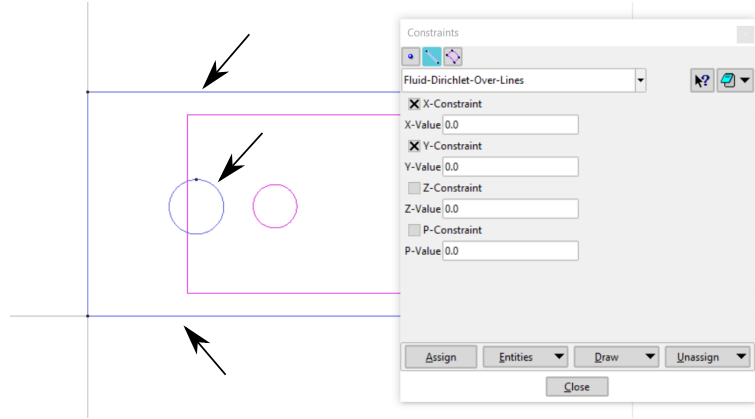 Constraints
Fluid-Dirichlet-Over-Lines
X-Constraint
X-Value 0.0
Y-Constraint
Y-Value 0.0
Z-Constraint
Z-Value 0.0
P-Constraint
P-Value 0.0
Assign Entities Draw Unassign
Close